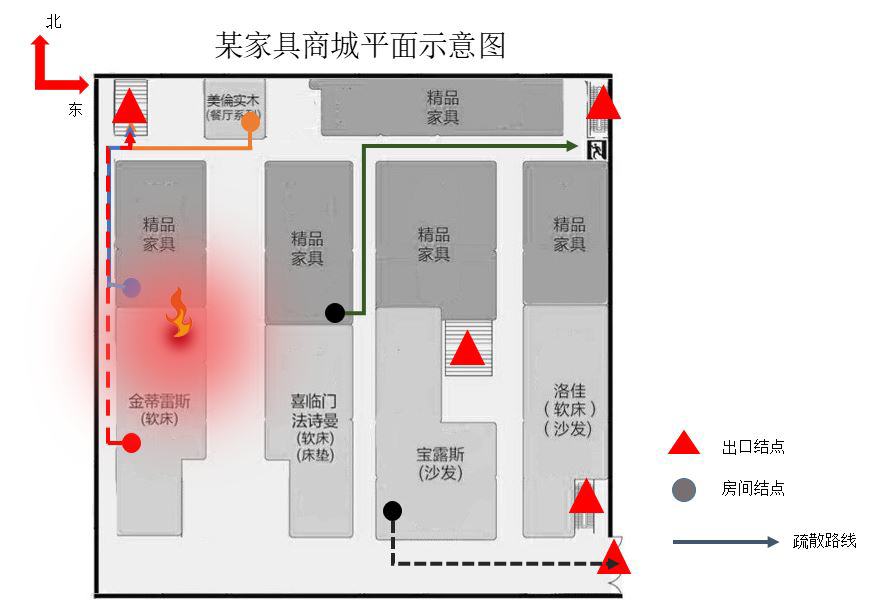 北
东
某家具商城平面示意图
美倫实木
(餐厅系列)
精品
家具
精品
家具
精品
家具
精品
家具
精品
家具
金蒂雷斯
(软床)
喜临门
法诗曼
(软床)
(床垫)
宝露斯
(沙发)
洛佳
(软床)
(沙发)
出口结点
房间结点
疏散路线